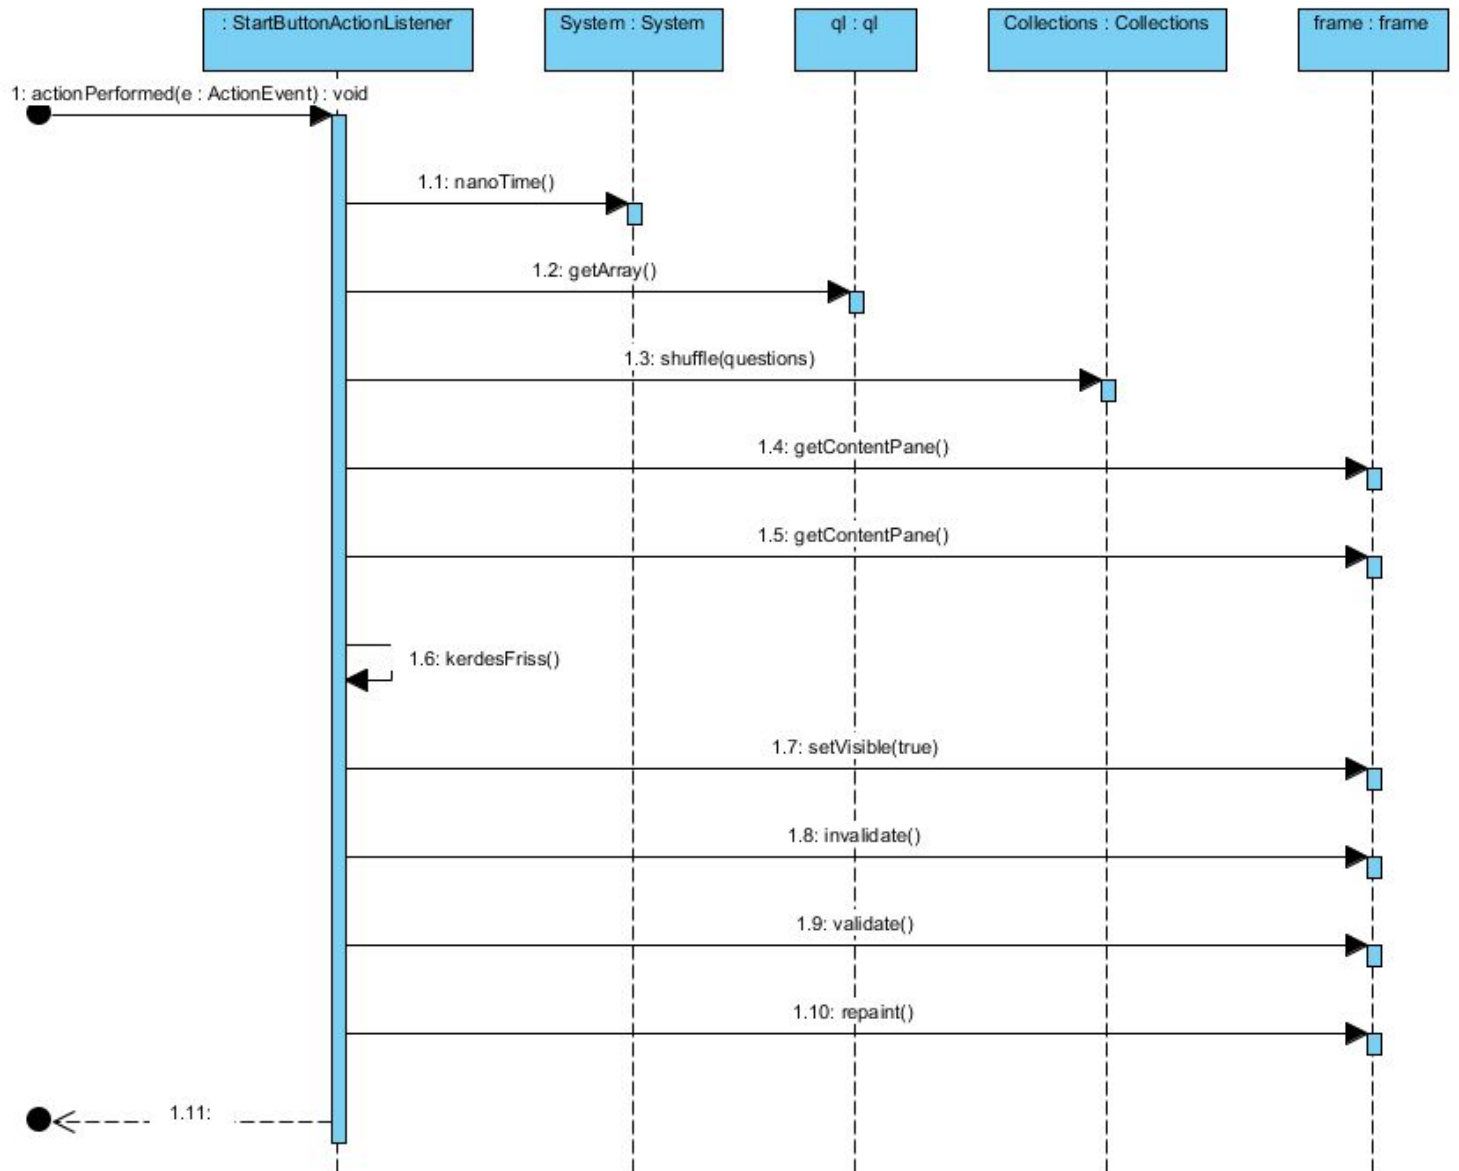 : StartButtonActionListener
System : System
ql : ql
Collections : Collections
frame : frame
1: actionPerformed(e : ActionEvent) : void
1.1: nanoTime()
1.2: getArray()
1.3: shuffle(questions)
1.4: getContentPane()
1.5: getContentPane()
1.6: kerdesFriss()
1.7: setVisible(true)
1.8: invalidate()
1.9: validate()
1.10: repaint()
1.11: